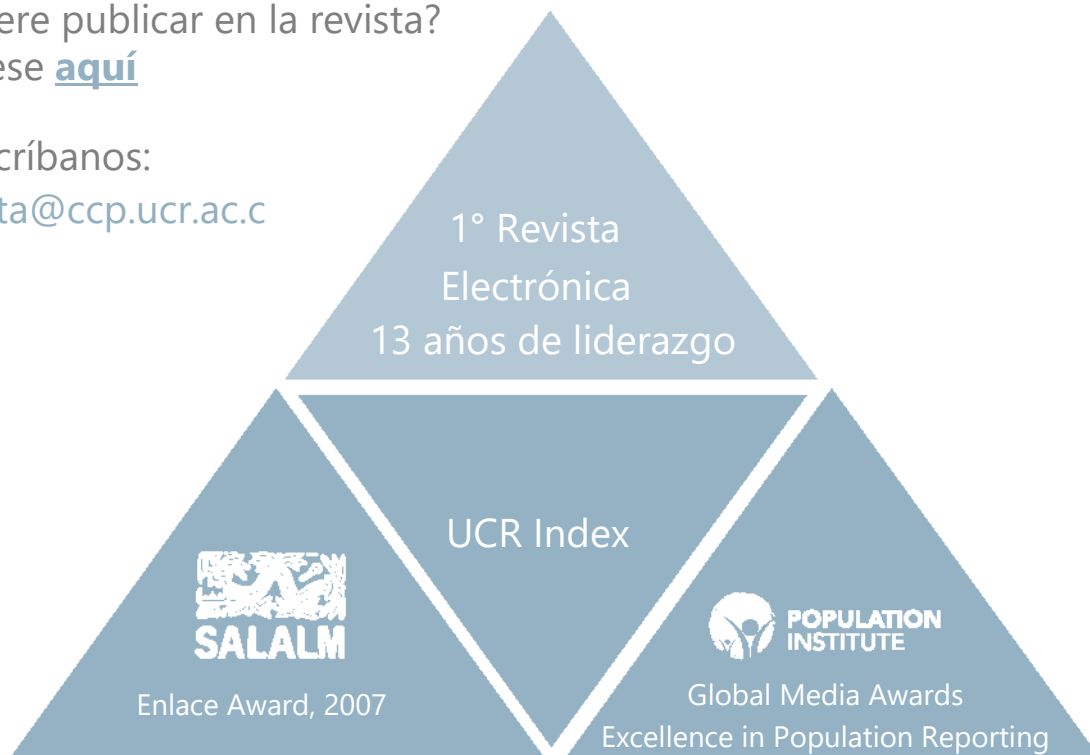 ere publicar en la revista?
ese aquí
críbanos:
ta@ccp.ucr.ac.c
1° Revista
Electrónica
13 años de liderazgo
UCR Index
SALALM
Enlace Award, 2007
POPULATION
INSTITUTE
Global Media Awards
Excellence in Population Reporting